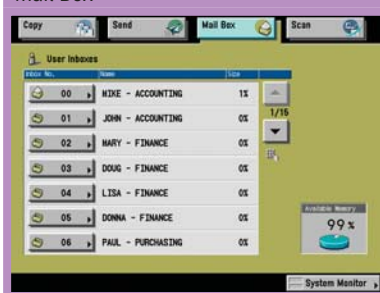 Mail Box
Copy Send Mail Box Scan
User Inboxes
Inbox No. Name Size
00 MIKE - ACCOUNTING 1%
01 JOHN - ACCOUNTING 0%
1/15
02 MARY - FINANCE 0%
03 DOUG - FINANCE 0%
04 LISA - FINANCE 0%
05 DONNA - FINANCE 0%
Available Memory
99%
06 PAUL - PURCHASING 0%
System Monitor